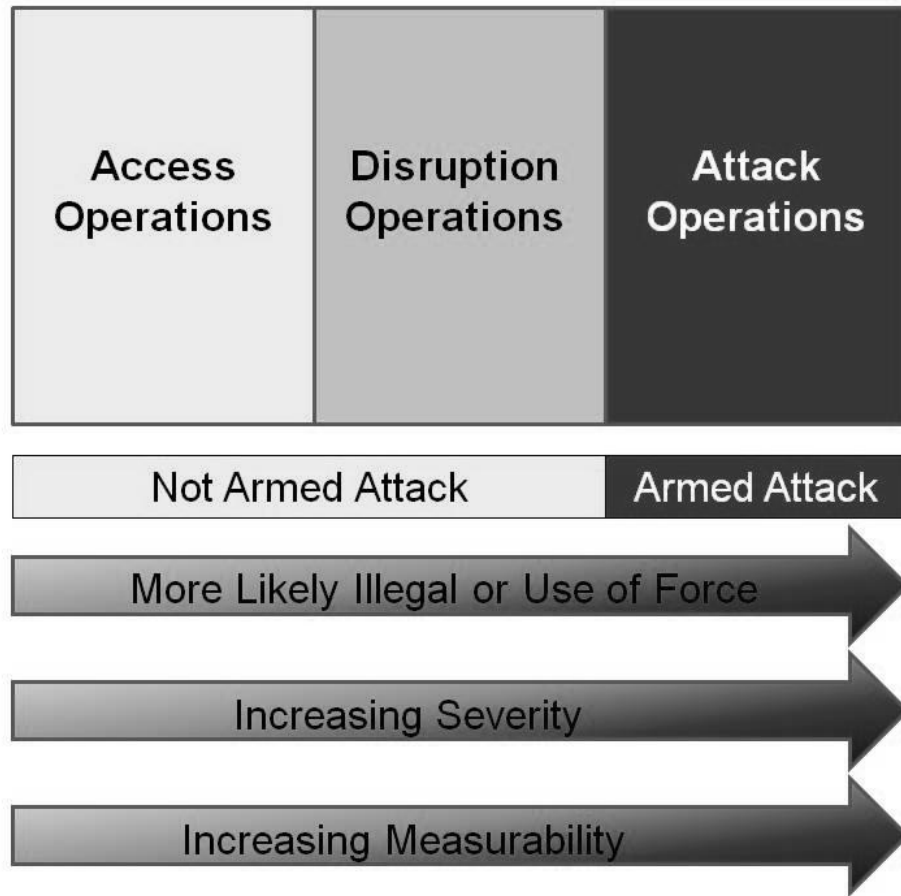 Access
Operations
Disruption
Operations
Attack
Operations
Not Armed Attack
Armed Attack
More Likely Illegal or Use of Force
Increasing Severity
Increasing Measurability